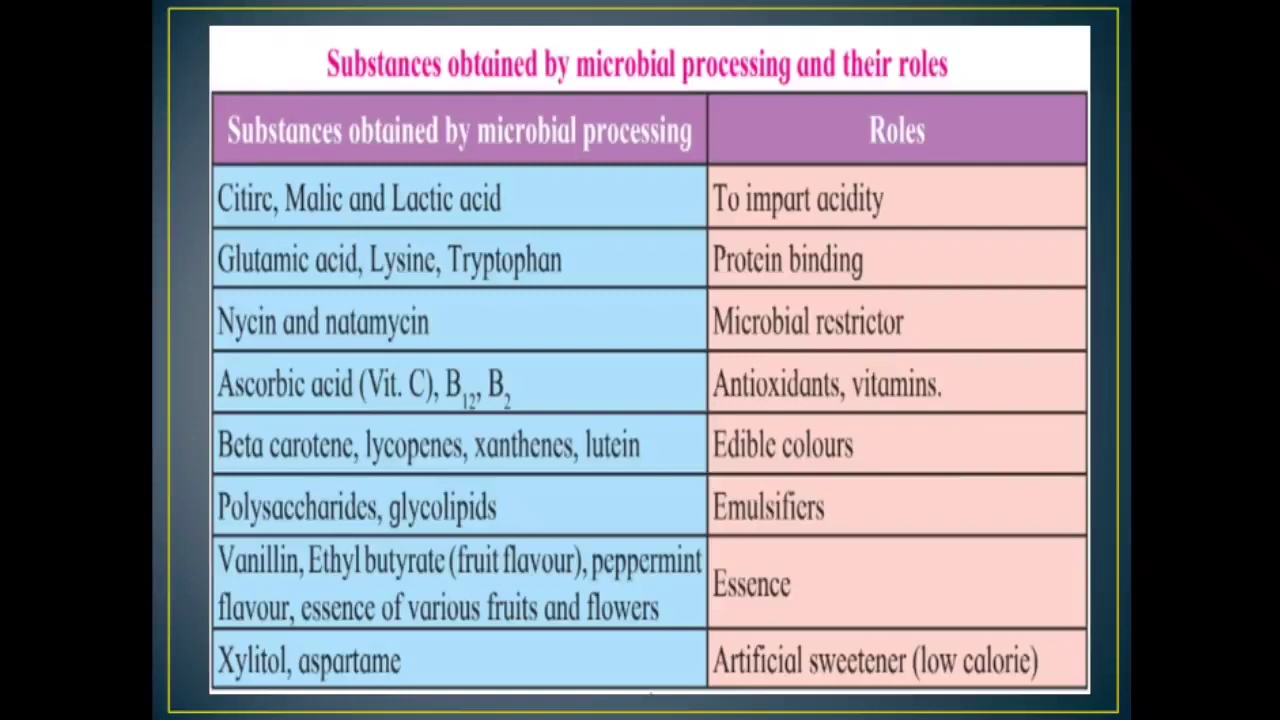 Substances obtained by microbial processing and their roles
Substances obtained by microbial processing Roles
Citirc, Malic and Lactic acid To impart acidity
Glutamic acid, Lysine, Tryptophan Protein binding
Nycin and natamycin Microbial restrictor
Ascorbic acid (Vit. C), B12, B2 Antioxidants, vitamins.
Beta carotene, lycopenes, xanthenes, lutein Edible colours
Polysaccharides, glycolipids Emulsifiers
Vanillin, Ethyl butyrate (fruit flavour), peppermint
flavour, essence of various fruits and flowers Essence
Xylitol, aspartame Artificial sweetener (low calorie)